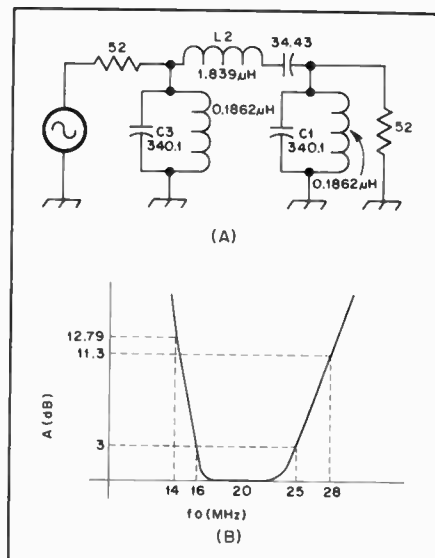 L2
34.43
52
1.839µH
0.1862µH
C3
340.1
C1
340.1
52
0.1862µH
(A)
A (dB)
12.79
11.3
3
14 16 20 25 28
fo (MHz)
(B)